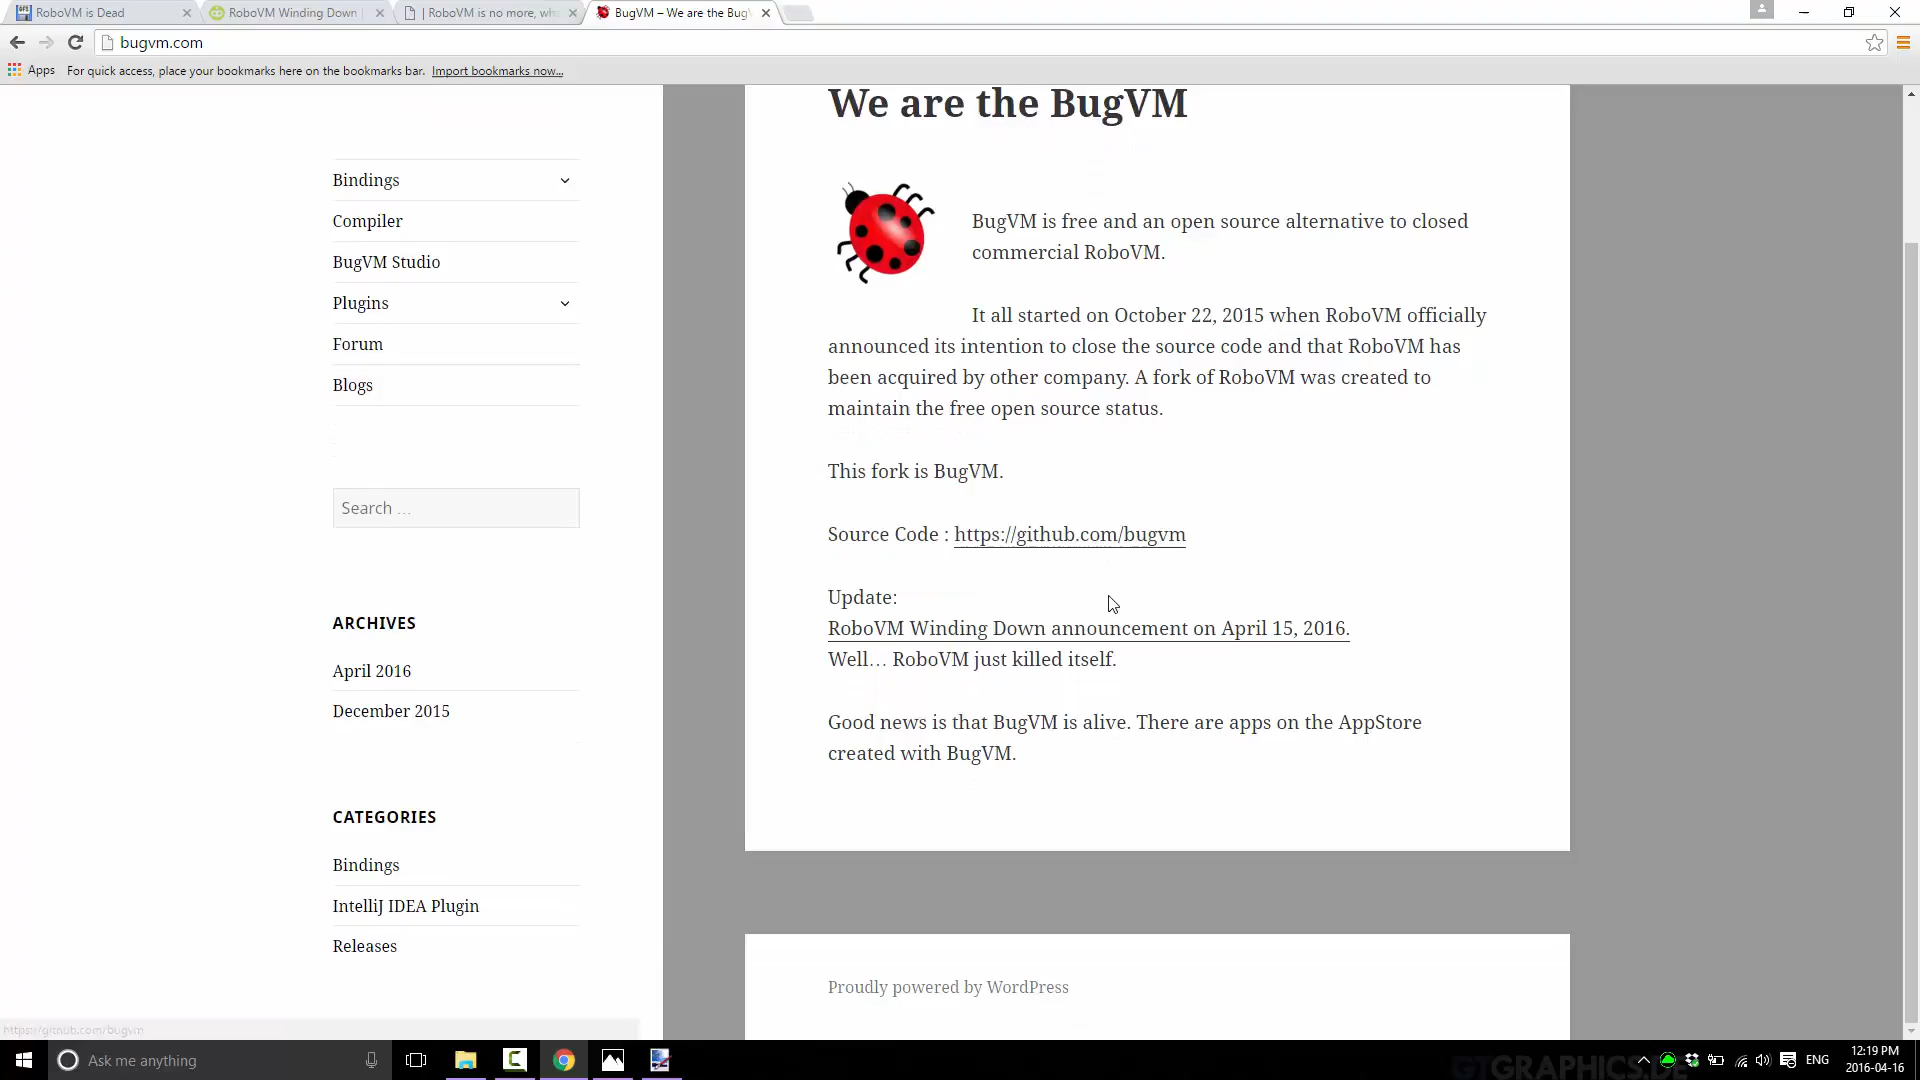 RoboVM is Dead
RoboVM Winding Down |
| RoboVM is no more, wh
BugVM – We are the Bug
bugvm.com
Apps
For quick access, place your bookmarks here on the bookmarks bar. Import bookmarks now...
We are the BugVM
BugVM is free and an open source alternative to closed
commercial RoboVM.
It all started on October 22, 2015 when RoboVM officially
announced its intention to close the source code and that RoboVM has
been acquired by other company. A fork of RoboVM was created to
maintain the free open source status.
This fork is BugVM.
Source Code : https://github.com/bugvm
Update:
RoboVM Winding Down announcement on April 15, 2016.
Well… RoboVM just killed itself.
Good news is that BugVM is alive. There are apps on the AppStore
created with BugVM.
Proudly powered by WordPress
Bindings
Compiler
BugVM Studio
Plugins
Forum
Blogs
Search …
ARCHIVES
April 2016
December 2015
CATEGORIES
Bindings
IntelliJ IDEA Plugin
Releases
https://github.com/bugvm
Ask me anything
ENG
12:19 PM
2016-04-16
GTGRAPHICS.DE